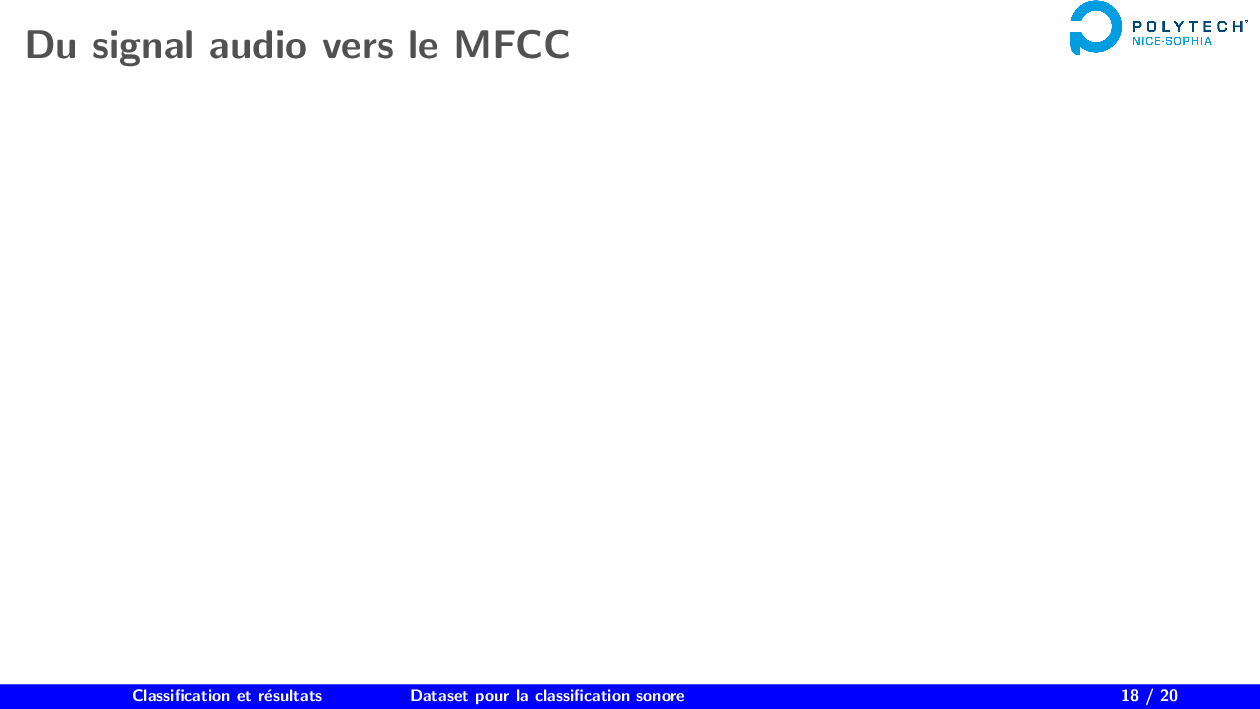 Du signal audio vers le MFCC
POLYTECH
NICE-SOPHIA
Classification et résultats
Dataset pour la classification sonore
18 / 20